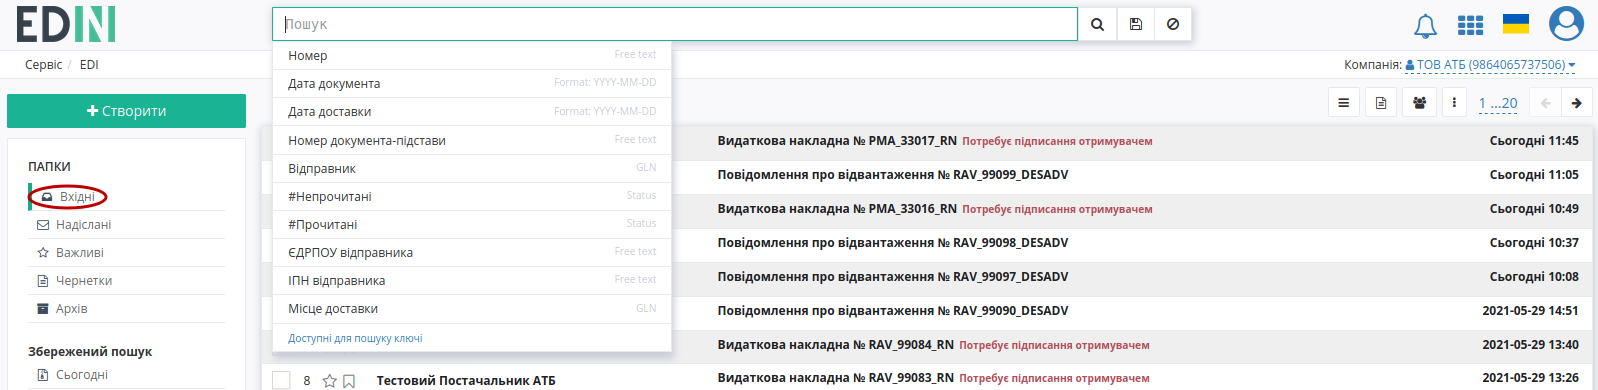 EDIN
Пошук
Сервіс / EDI
Компанія: ТОВ АТБ (9864065737506)
Створити
1 ...20
ПАПКИ
Вхідні
Надіслані
Важливі
Чернетки
Архів
Збережений пошук
Сьогодні
Номер Free text
Дата документа Format: YYYY-MM-DD
Дата доставки Format: YYYY-MM-DD
Номер документа-підстави Free text
Відправник GLN
#Непрочитані Status
#Прочитані Status
ЄДРПОУ відправника Free text
ІПН відправника Free text
Місце доставки GLN
Доступні для пошуку ключі
Видаткова накладна № PMA_33017_RN Потребує підписання отримувачем Сьогодні 11:45
Повідомлення про відвантаження № RAV_99099_DESADV Сьогодні 11:05
Видаткова накладна № PMA_33016_RN Потребує підписання отримувачем Сьогодні 10:49
Повідомлення про відвантаження № RAV_99098_DESADV Сьогодні 10:37
Повідомлення про відвантаження № RAV_99097_DESADV Сьогодні 10:08
Повідомлення про відвантаження № RAV_99090_DESADV 2021-05-29 14:51
Видаткова накладна № RAV_99084_RN Потребує підписання отримувачем 2021-05-29 13:40
8 Тестовий Постачальник АТБ Видаткова накладна № RAV_99083_RN Потребує підписання отримувачем 2021-05-29 13:26